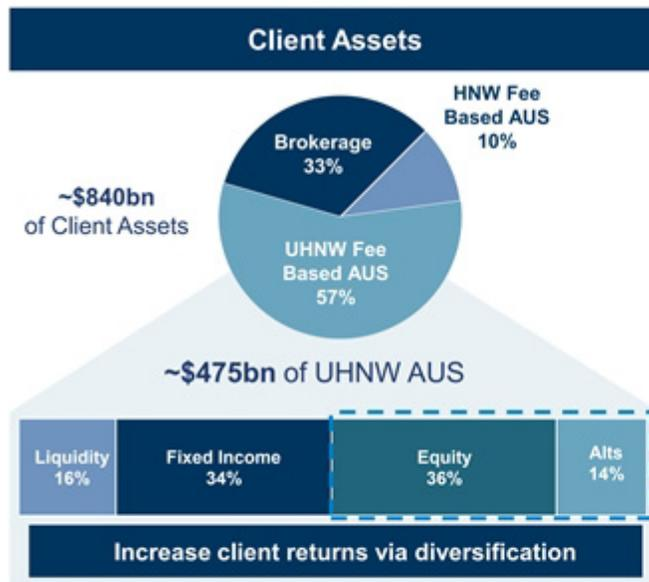 Client Assets
HNW Fee
Based AUS
10%
Brokerage
33%
~$840bn
of Client Assets
UHNW Fee
Based AUS
57%
~$475bn of UHNW AUS
Liquidity
16%
Fixed Income
34%
Equity
36%
Alts
14%
Increase client returns via diversification